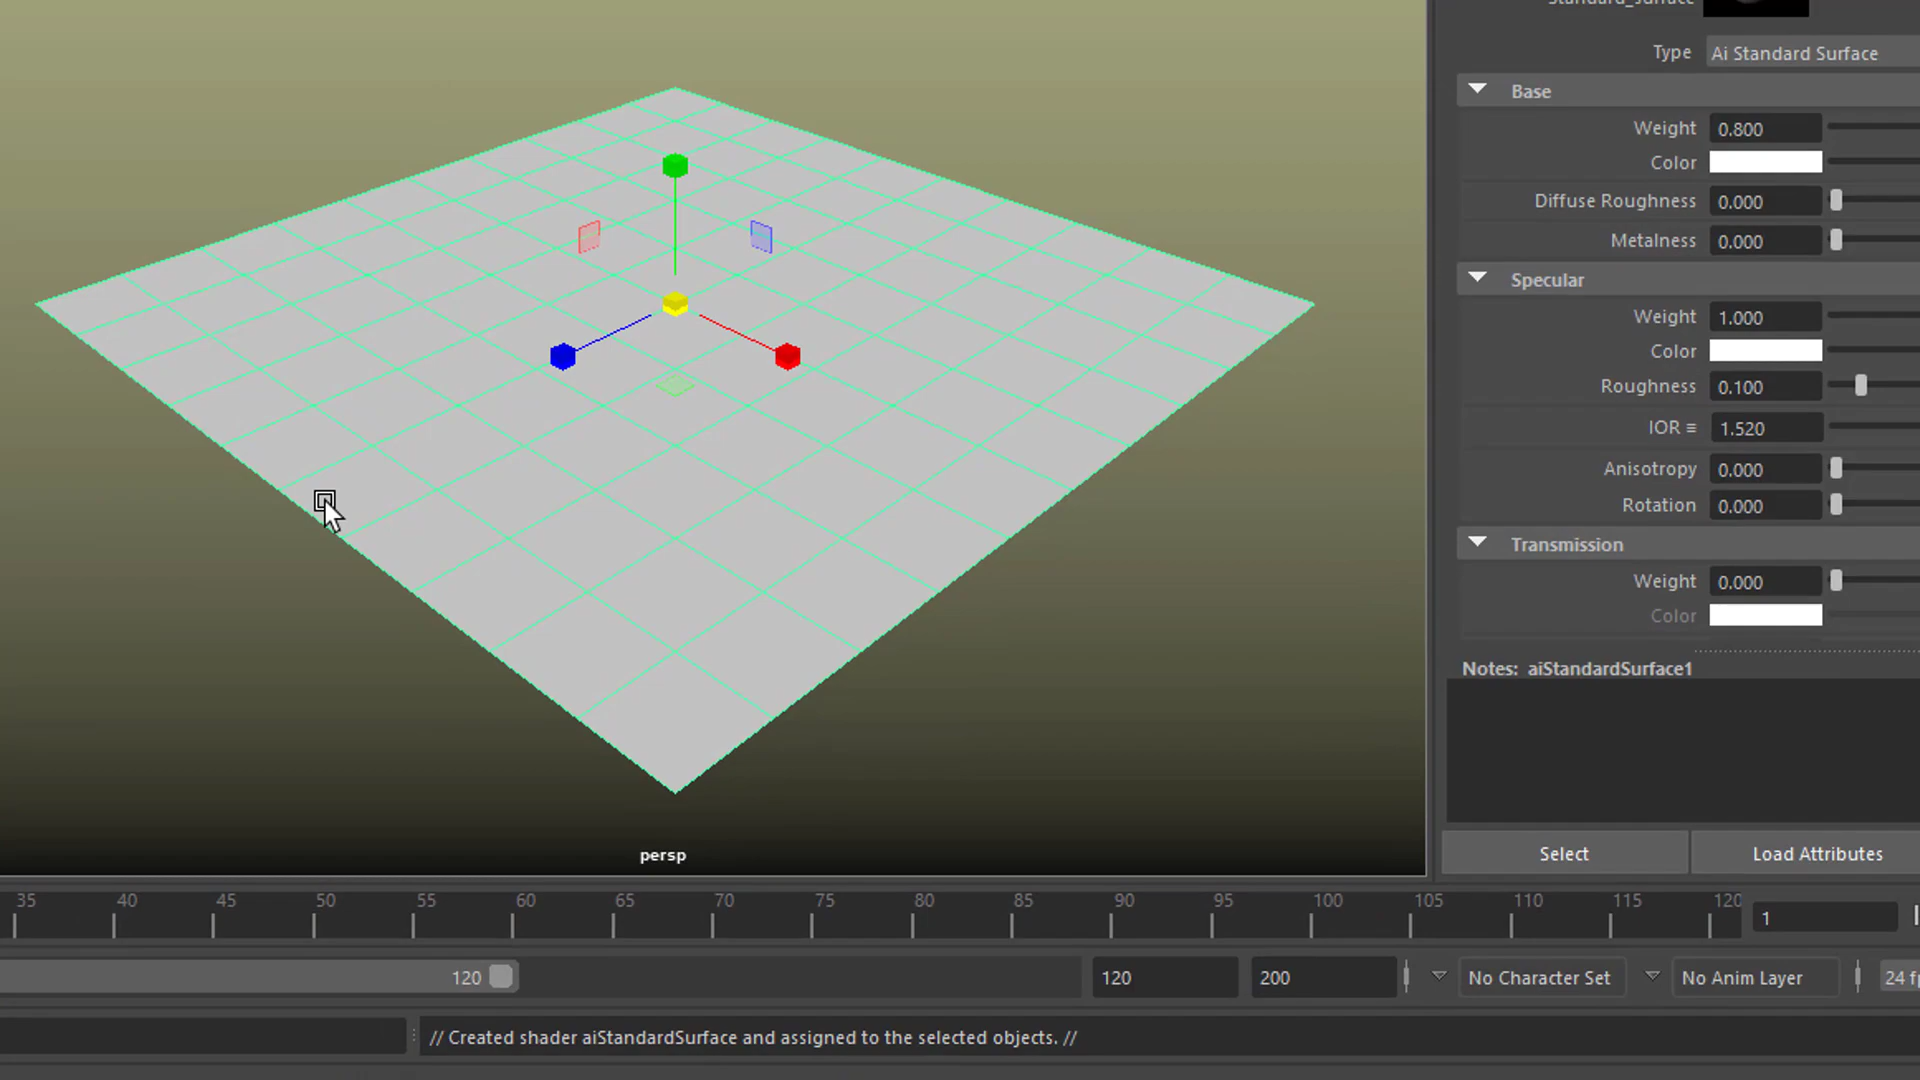 Standard_surface
Type Ai Standard Surface
Base
Weight 0.800
Color
Diffuse Roughness 0.000
Metalness 0.000
Specular
Weight 1.000
Color
Roughness 0.100
IOR ≡ 1.520
Anisotropy 0.000
Rotation 0.000
Transmission
Weight 0.000
Color
Notes: aiStandardSurface1
Select Load Attributes
persp
35 40 45 50 55 60 65 70 75 80 85 90 95 100 105 110 115 120 1
120 120 200 No Character Set No Anim Layer 24
// Created shader aiStandardSurface and assigned to the selected objects. //